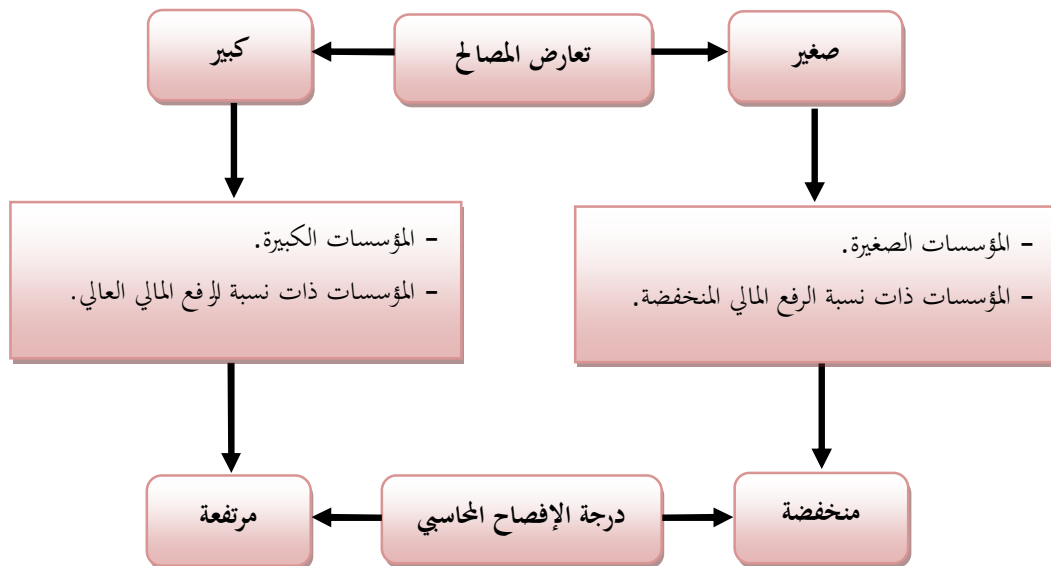 صغير
تعارض المصالح
كبير
- المؤسسات الصغيرة.
- المؤسسات ذات نسبة الرفع المالي المنخفضة.
- المؤسسات الكبيرة.
- المؤسسات ذات نسبة الرفع المالي العالي.
منخفضة
درجة الإفصاح المحاسبي
مرتفعة